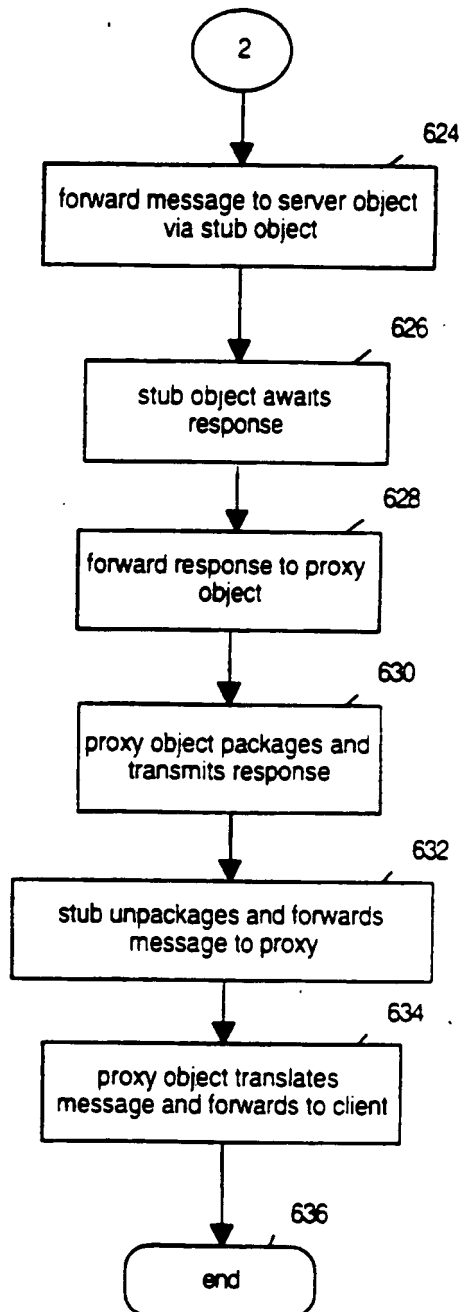 2
624
forward message to server object
via stub object
626
stub object awaits
response
628
forward response to proxy
object
630
proxy object packages and
transmits response
632
stub unpackages and forwards
message to proxy
634
proxy object translates
message and forwards to client
636
end